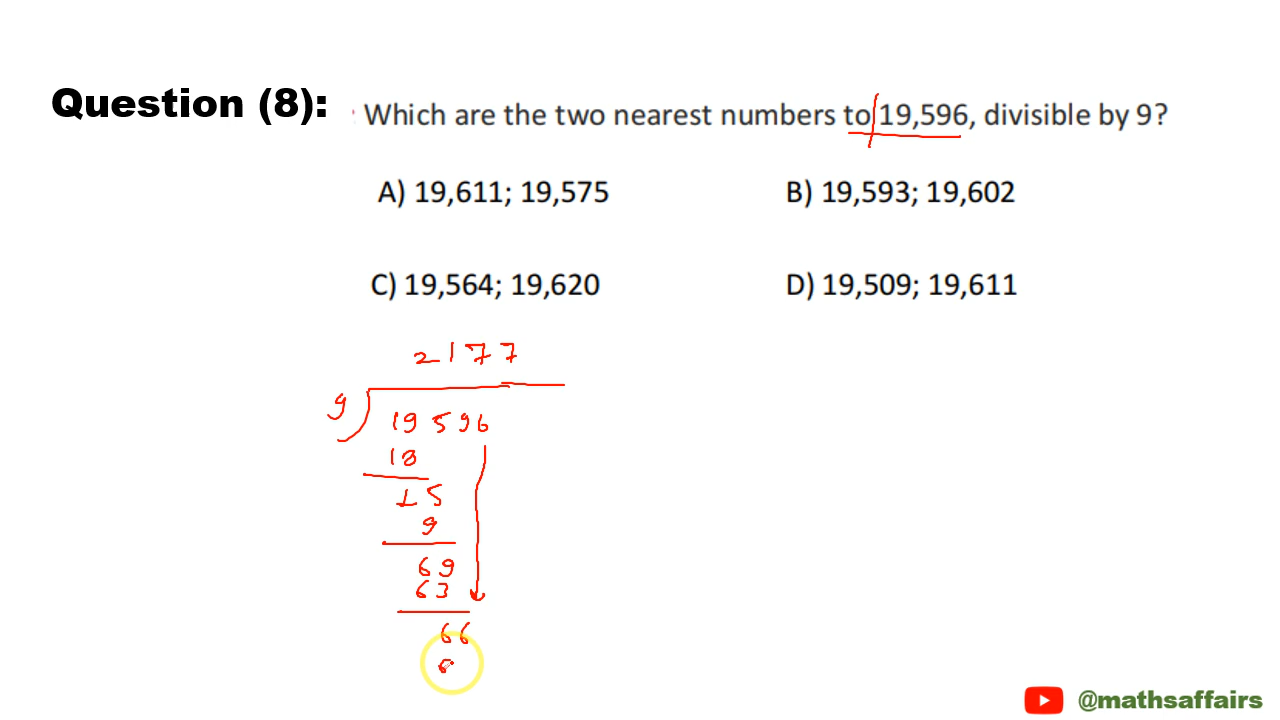 Question (8): Which are the two nearest numbers to 19,596, divisible by 9?
A) 19,611; 19,575 B) 19,593; 19,602
C) 19,564; 19,620 D) 19,509; 19,611
2177
9 19596
18
15
9
69
63
66
@mathsaffairs